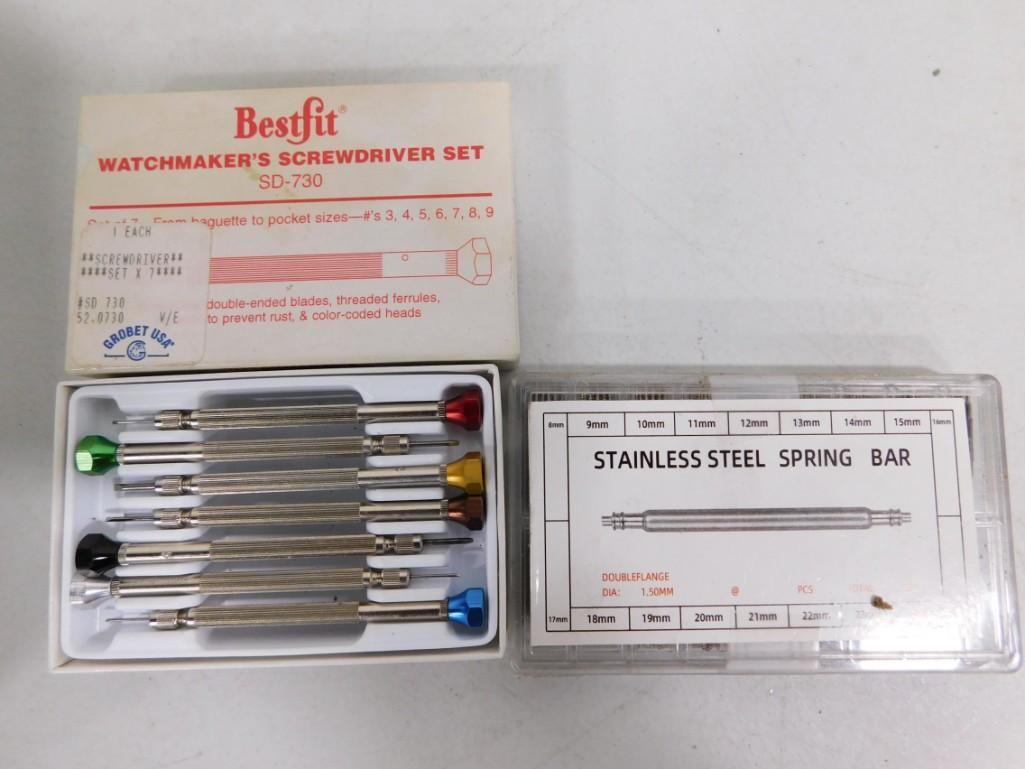 Bestfit®
WATCHMAKER'S SCREWDRIVER SET
SD-730
From baguette to pocket sizes—#'s 3, 4, 5, 6, 7, 8, 9
1 EACH
**SCREWDRIVER**
****SET X 7****
#SD 730
52.0730 V/E
GROBET USA®
G
double-ended blades, threaded ferrules,
to prevent rust, & color-coded heads
8mm 9mm 10mm 11mm 12mm 13mm 14mm 15mm 16mm
STAINLESS STEEL SPRING BAR
DOUBLEFLANGE
DIA: 1.50MM @ PCS
17mm 18mm 19mm 20mm 21mm 22mm